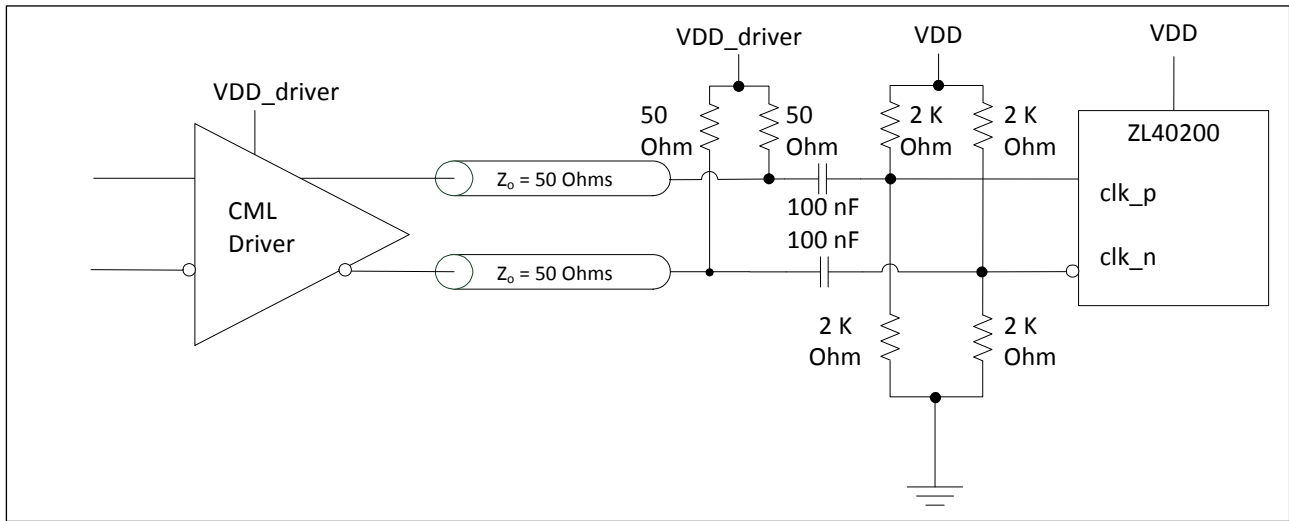 VDD_driver
VDD
VDD
VDD_driver
50
Ohm
50
Ohm
2 K
Ohm
2 K
Ohm
ZL40200
Zₒ = 50 Ohms
CML
Driver
100 nF
100 nF
clk_p
clk_n
Zₒ = 50 Ohms
2 K
Ohm
2 K
Ohm